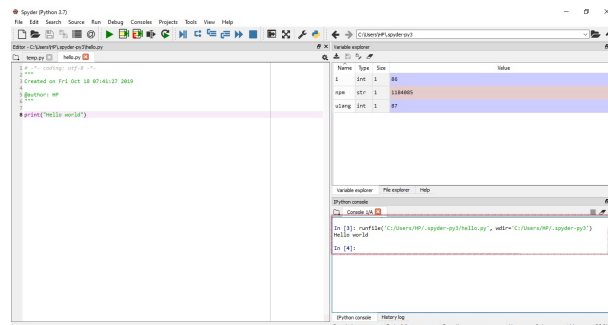 Spyder (Python 3.7)
File Edit Search Source Run Debug Consoles Projects Tools View Help
C:\Users\HP\.spyder-py3
Editor - C:\Users\HP\.spyder-py3\hello.py
temp.py hello.py
1 # -*- coding: utf-8 -*-
2 """
3 Created on Fri Oct 18 07:41:27 2019
4
5 @author: HP
6 """
7
8 print("Hello world")
Variable explorer
Name Type Size Value
i int 1 86
npm str 1 1184085
ulang int 1 87
Variable explorer File explorer Help
IPython console
Console 1/A
In [3]: runfile('C:/Users/HP/.spyder-py3/hello.py', wdir='C:/Users/HP/.spyder-py3')
Hello world
In [4]:
IPython console History log